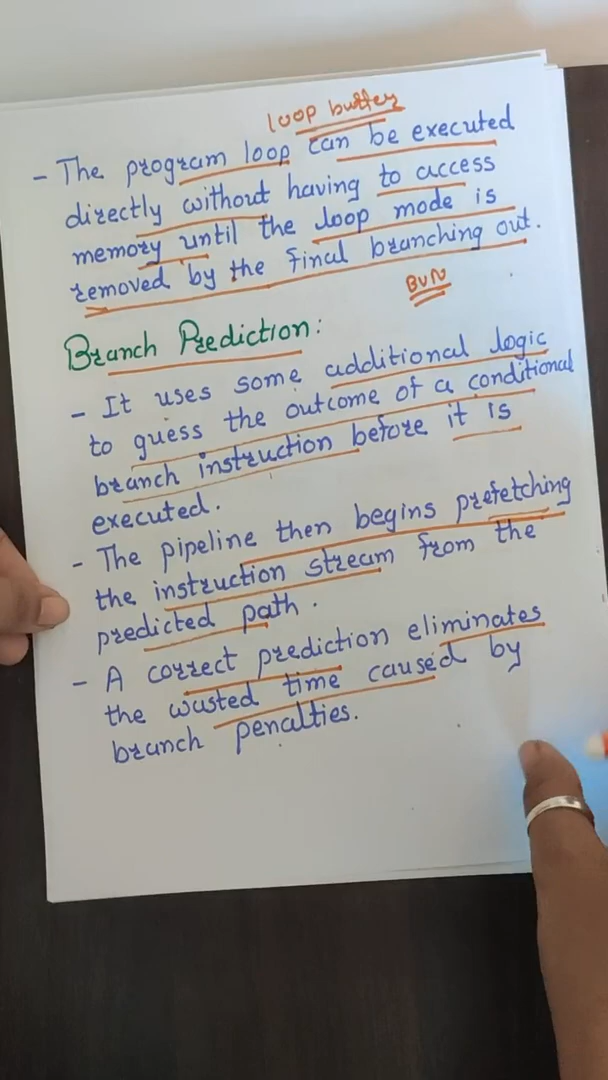 loop buffer
- The program loop can be executed
directly without having to access
memory until the loop mode is
removed by the final branching out.
BUN
Branch Prediction:
- It uses some additional logic
to guess the outcome of a conditional
branch instruction before it is
executed.
- The pipeline then begins prefetching
the instruction stream from the
predicted path.
- A correct prediction eliminates
the wasted time caused by
branch penalties.